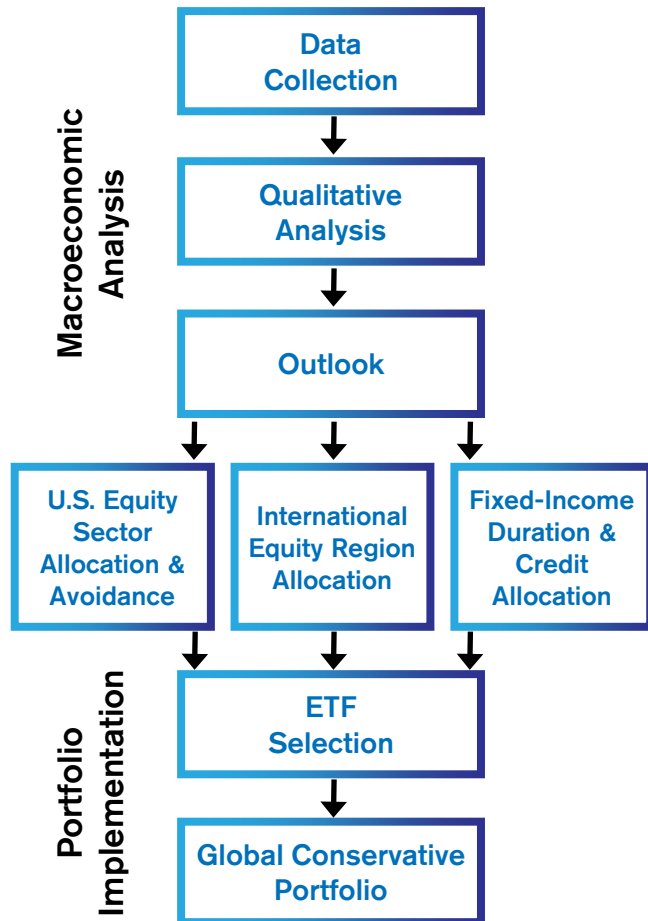 Macroeconomic
Analysis
Data
Collection
Qualitative
Analysis
Outlook
U.S. Equity
Sector
Allocation &
Avoidance
International
Equity Region
Allocation
Fixed-Income
Duration &
Credit
Allocation
Portfolio
Implementation
ETF
Selection
Global Conservative
Portfolio